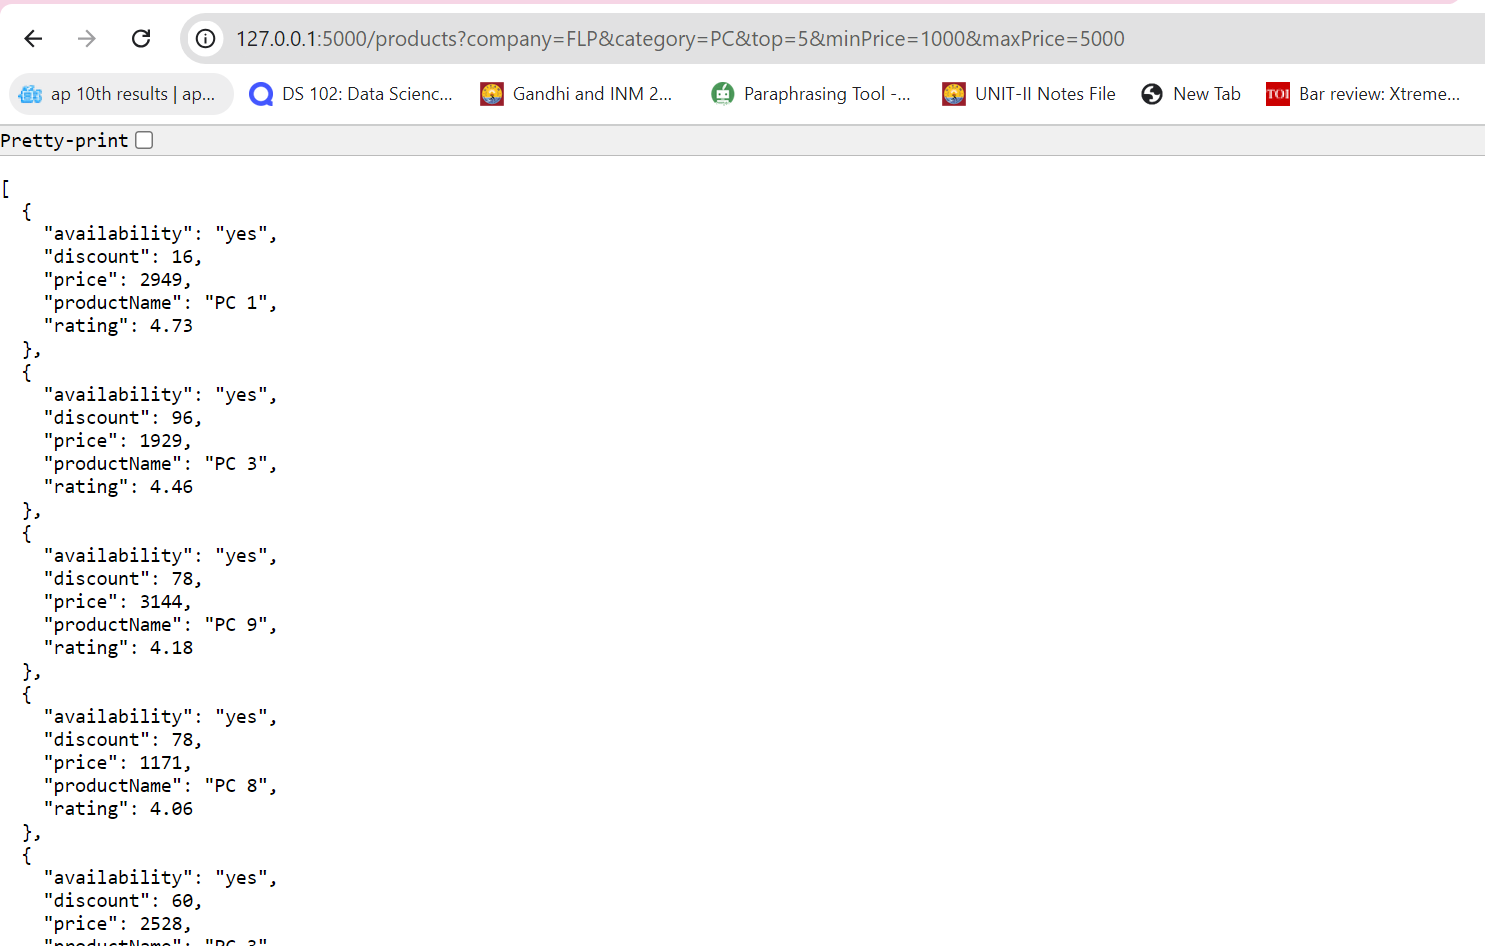 127.0.0.1:5000/products?company=FLP&category=PC&top=5&minPrice=1000&maxPrice=5000
ap 10th results | ap... DS 102: Data Scienc... Gandhi and INM 2... Paraphrasing Tool -... UNIT-II Notes File New Tab TOI Bar review: Xtreme...
Pretty-print
[
  {
    "availability": "yes",
    "discount": 16,
    "price": 2949,
    "productName": "PC 1",
    "rating": 4.73
  },
  {
    "availability": "yes",
    "discount": 96,
    "price": 1929,
    "productName": "PC 3",
    "rating": 4.46
  },
  {
    "availability": "yes",
    "discount": 78,
    "price": 3144,
    "productName": "PC 9",
    "rating": 4.18
  },
  {
    "availability": "yes",
    "discount": 78,
    "price": 1171,
    "productName": "PC 8",
    "rating": 4.06
  },
  {
    "availability": "yes",
    "discount": 60,
    "price": 2528,
    "productName": "PC 3"